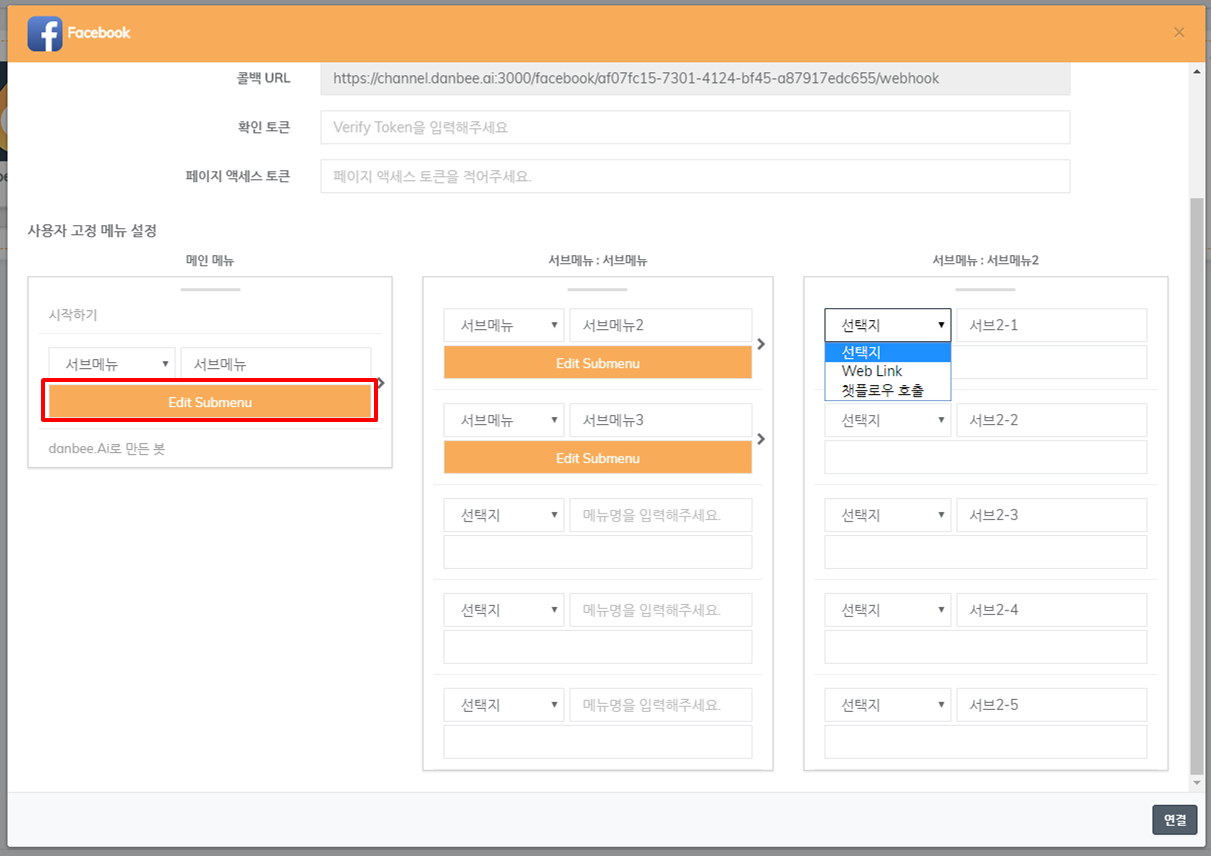 Facebook
×
콜백 URL
https://channel.danbee.ai:3000/facebook/af07fc15-7301-4124-bf45-a87917edc655/webhook
확인 토큰
Verify Token을 입력해주세요
페이지 액세스 토큰
페이지 액세스 토큰을 적어주세요.
사용자 고정 메뉴 설정
메인 메뉴
시작하기
서브메뉴 서브메뉴
Edit Submenu
danbee.Ai로 만든 봇
서브메뉴 : 서브메뉴
서브메뉴 서브메뉴2
Edit Submenu
서브메뉴 서브메뉴3
Edit Submenu
선택지 메뉴명을 입력해주세요.
선택지 메뉴명을 입력해주세요.
선택지 메뉴명을 입력해주세요.
서브메뉴 : 서브메뉴2
선택지 서브2-1
선택지
Web Link
챗플로우 호출
선택지 서브2-2
선택지 서브2-3
선택지 서브2-4
선택지 서브2-5
연결